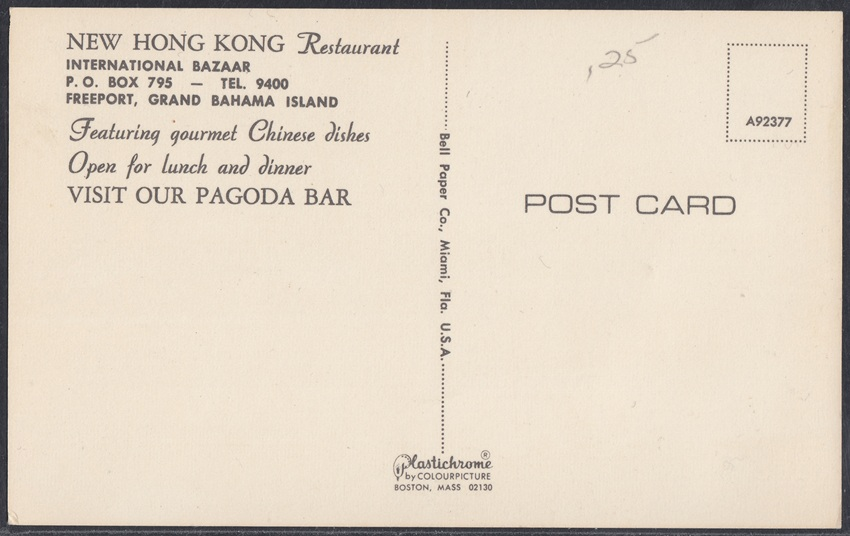 NEW HONG KONG Restaurant
INTERNATIONAL BAZAAR
P. O. BOX 795 — TEL. 9400
FREEPORT, GRAND BAHAMA ISLAND
Featuring gourmet Chinese dishes
Open for lunch and dinner
VISIT OUR PAGODA BAR
Bell Paper Co., Miami, Fla. U.S.A.
.25
A92377
POST CARD
Plastichrome®
by COLOURPICTURE
BOSTON, MASS 02130